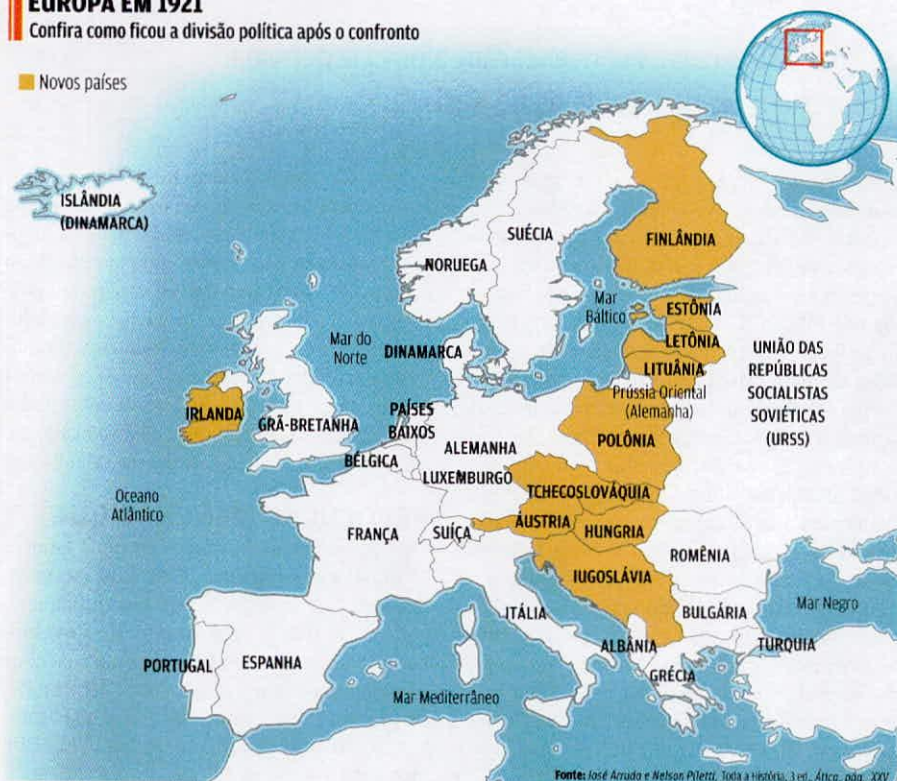 EUROPA EM 1921
Confira como ficou a divisão política após o confronto
Novos países
ISLÂNDIA
(DINAMARCA)
SUÉCIA
FINLÂNDIA
NORUEGA
Mar
Báltico
ESTÔNIA
Mar do
Norte
DINAMARCA
LETÔNIA
LITUÂNIA
UNIÃO DAS
REPÚBLICAS
SOCIALISTAS
SOVIÉTICAS
(URSS)
Prússia Oriental
(Alemanha)
IRLANDA
GRÃ-BRETANHA
PAÍSES
BAIXOS
ALEMANHA
POLÔNIA
BÉLGICA
LUXEMBURGO
TCHECOSLOVÁQUIA
Oceano
Atlântico
FRANÇA
SUÍÇA
ÁUSTRIA
HUNGRIA
ROMÊNIA
IUGOSLÁVIA
ITÁLIA
BULGÁRIA
Mar Negro
ALBÂNIA
TURQUIA
PORTUGAL
ESPANHA
GRÉCIA
Mar Mediterrâneo
Fonte: José Arruda e Nelson Piletti, Toda a História, 3 ed., Ática, pág. XXV